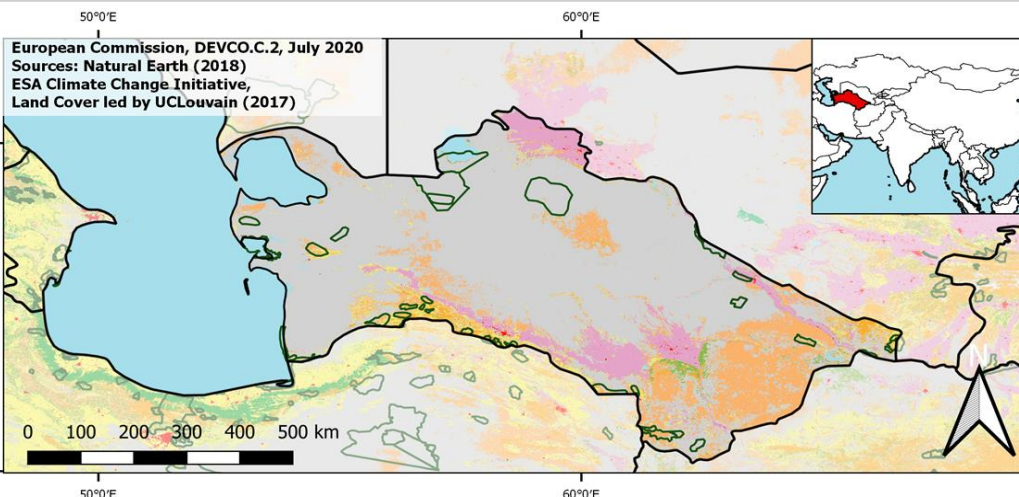 50°0′E 60°0′E
European Commission, DEVCO.C.2, July 2020
Sources: Natural Earth (2018)
ESA Climate Change Initiative,
Land Cover led by UCLouvain (2017)
N
0 100 200 300 400 500 km
50°0′E 60°0′E